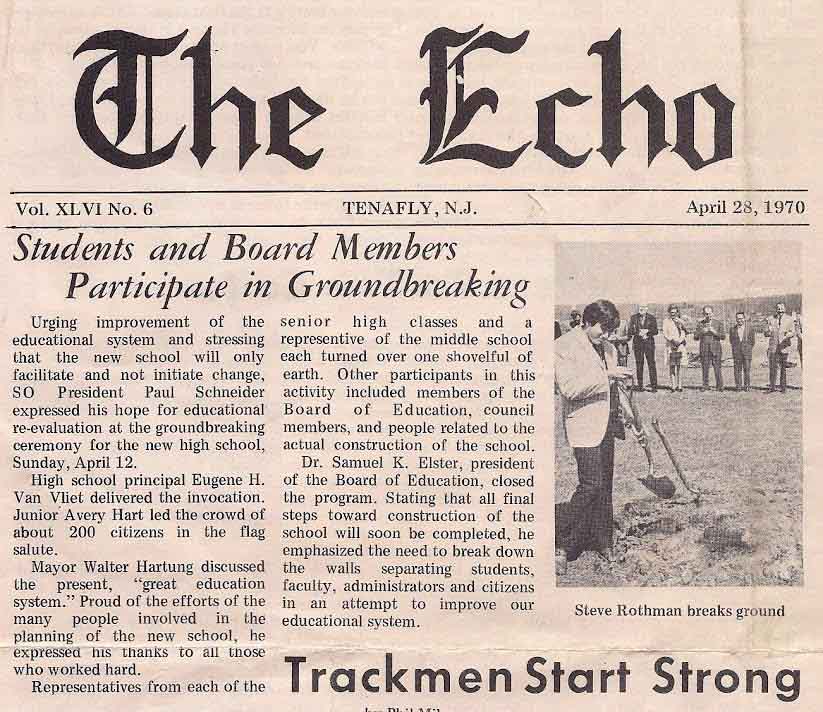 The Echo
Vol. XLVI No. 6 TENAFLY, N.J. April 28, 1970
Students and Board Members
Participate in Groundbreaking
Urging improvement of the
educational system and stressing
that the new school will only
facilitate and not initiate change,
SO President Paul Schneider
expressed his hope for educational
re-evaluation at the groundbreaking
ceremony for the new high school,
Sunday, April 12.
High school principal Eugene H.
Van Vliet delivered the invocation.
Junior Avery Hart led the crowd of
about 200 citizens in the flag
salute.
Mayor Walter Hartung discussed
the present, "great education
system." Proud of the efforts of the
many people involved in the
planning of the new school, he
expressed his thanks to all those
who worked hard.
Representatives from each of the
senior high classes and a
representive of the middle school
each turned over one shovelful of
earth. Other participants in this
activity included members of the
Board of Education, council
members, and people related to the
actual construction of the school.
Dr. Samuel K. Elster, president
of the Board of Education, closed
the program. Stating that all final
steps toward construction of the
school will soon be completed, he
emphasized the need to break down
the walls separating students,
faculty, administrators and citizens
in an attempt to improve our
educational system.
Steve Rothman breaks ground
Trackmen Start Strong
by Phil